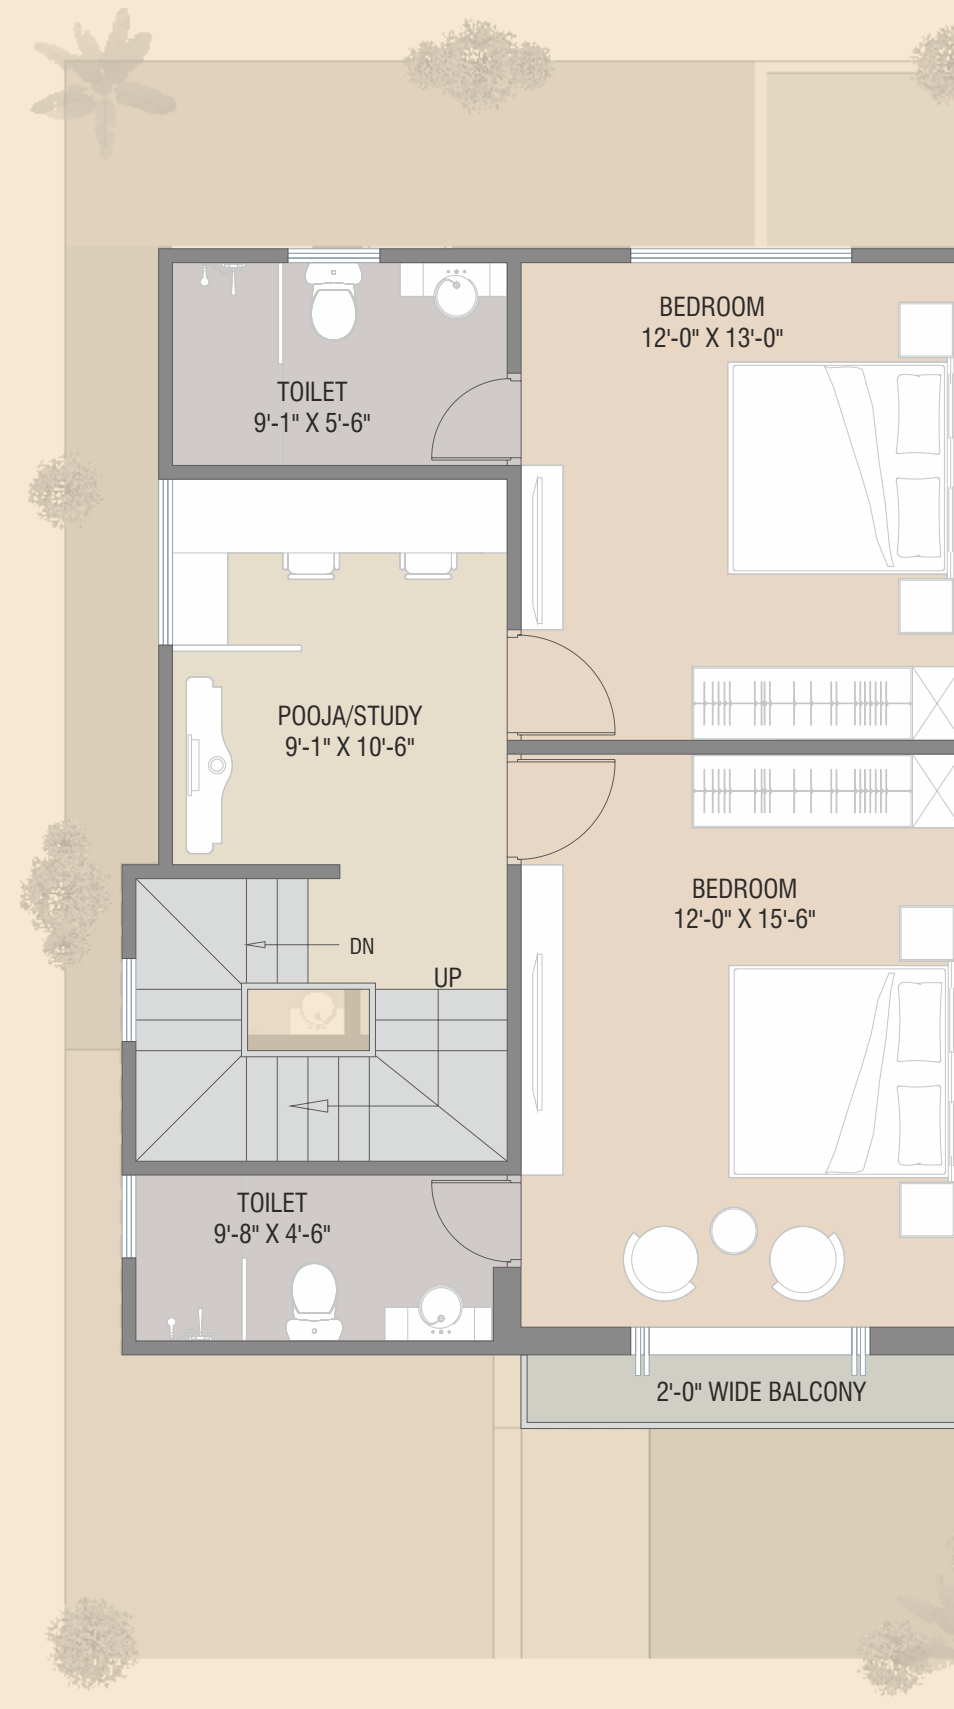 BEDROOM
12'-0" X 13'-0"
TOILET
9'-1" X 5'-6"
POOJA/STUDY
9'-1" X 10'-6"
BEDROOM
12'-0" X 15'-6"
DN
UP
TOILET
9'-8" X 4'-6"
2'-0" WIDE BALCONY